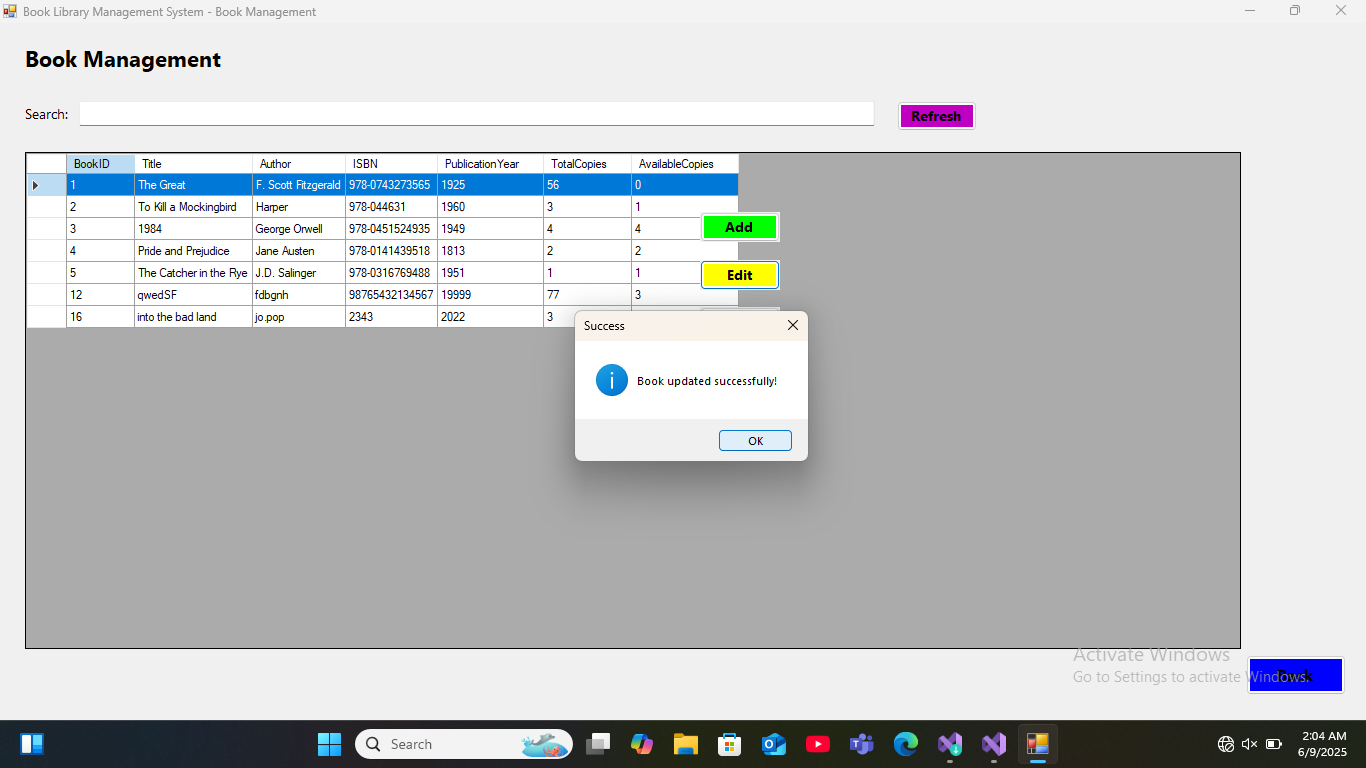 Book Library Management System - Book Management
Book Management
Search:
Refresh
BookID Title Author ISBN PublicationYear TotalCopies AvailableCopies
1 The Great F. Scott Fitzgerald 978-0743273565 1925 56 0
2 To Kill a Mockingbird Harper 978-044631 1960 3 1
3 1984 George Orwell 978-0451524935 1949 4 4
4 Pride and Prejudice Jane Austen 978-0141439518 1813 2 2
5 The Catcher in the Rye J.D. Salinger 978-0316769488 1951 1 1
12 qwedSF fdbgnh 98765432134567 19999 77 3
16 into the bad land jo.pop 2343 2022 3
Add
Edit
Success
Book updated successfully!
OK
Activate Windows
Go to Settings to activate Windows.
Back
Search
2:04 AM
6/9/2025